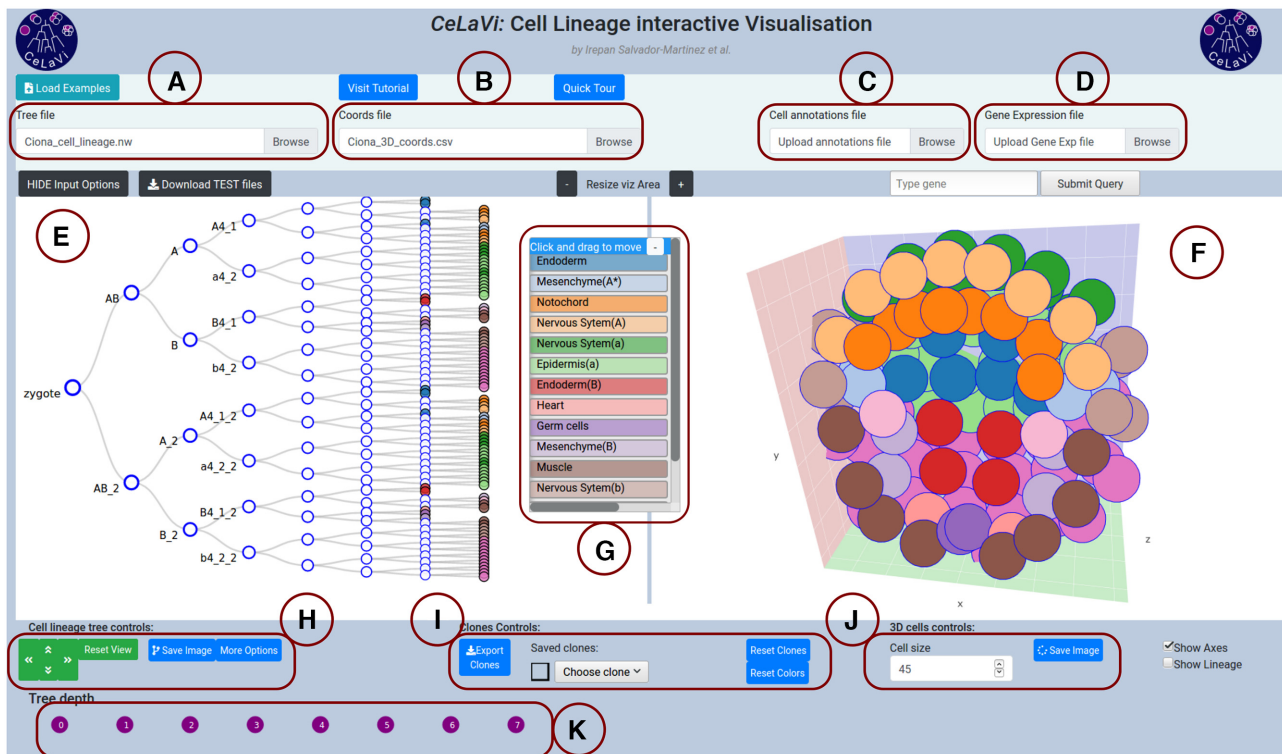 CeLaVi: Cell Lineage interactive Visualisation
by Irepan Salvador-Martinez et al.
CeLaVi
CeLaVi
A
B
C
D
Load Examples
Visit Tutorial
Quick Tour
Tree file
Coords file
Cell annotations file
Gene Expression file
Ciona_cell_lineage.nw Browse
Ciona_3D_coords.csv Browse
Upload annotations file Browse
Upload Gene Exp file Browse
HIDE Input Options
Download TEST files
- Resize viz Area +
Type gene
Submit Query
E
zygote
AB
AB_2
A
B
A_2
B_2
A4_1
a4_2
B4_1
b4_2
A4_1_2
a4_2_2
B4_1_2
b4_2_2
Click and drag to move -
Endoderm
Mesenchyme(A*)
Notochord
Nervous Sytem(A)
Nervous Sytem(a)
Epidermis(a)
Endoderm(B)
Heart
Germ cells
Mesenchyme(B)
Muscle
Nervous Sytem(b)
G
F
y
z
x
H
I
J
Cell lineage tree controls:
Reset View
Save Image
More Options
Clones Controls:
Export
Clones
Saved clones:
Choose clone
Reset Clones
Reset Colors
3D cells controls:
Cell size
45
Save Image
Show Axes
Show Lineage
Tree depth
0 1 2 3 4 5 6 7
K